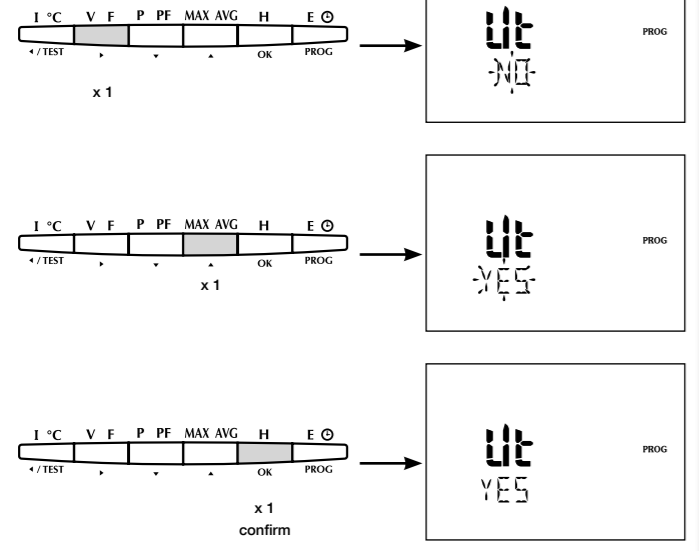 I °C V F P PF MAX AVG H E
/ TEST OK PROG
x 1
Ut
NO
PROG
I °C V F P PF MAX AVG H E
/ TEST OK PROG
x 1
Ut
YES
PROG
I °C V F P PF MAX AVG H E
/ TEST OK PROG
x 1
confirm
Ut
YES
PROG